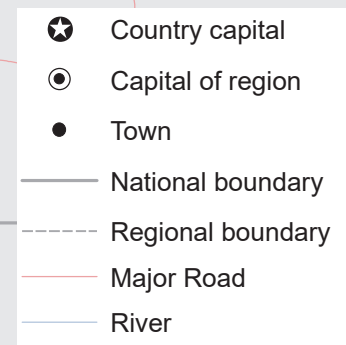 Country capital
Capital of region
Town
National boundary
Regional boundary
Major Road
River